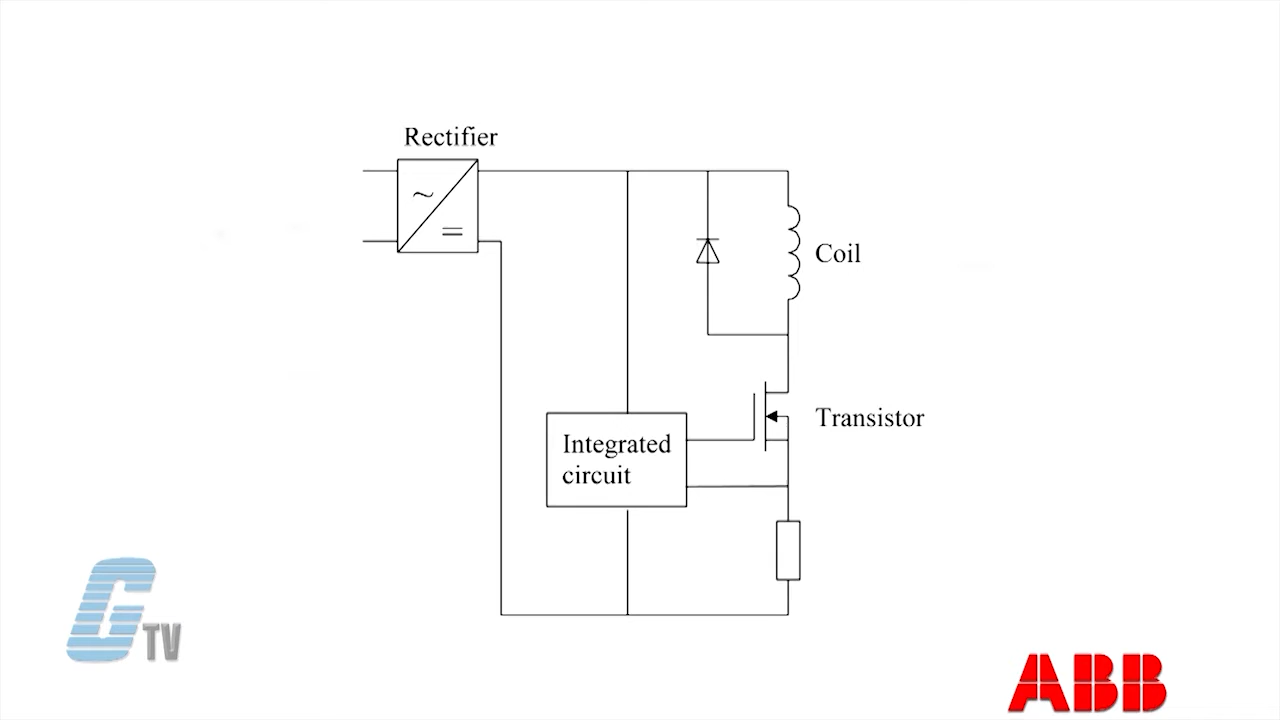 Rectifier
~
=
Coil
Transistor
Integrated
circuit
G TV
ABB